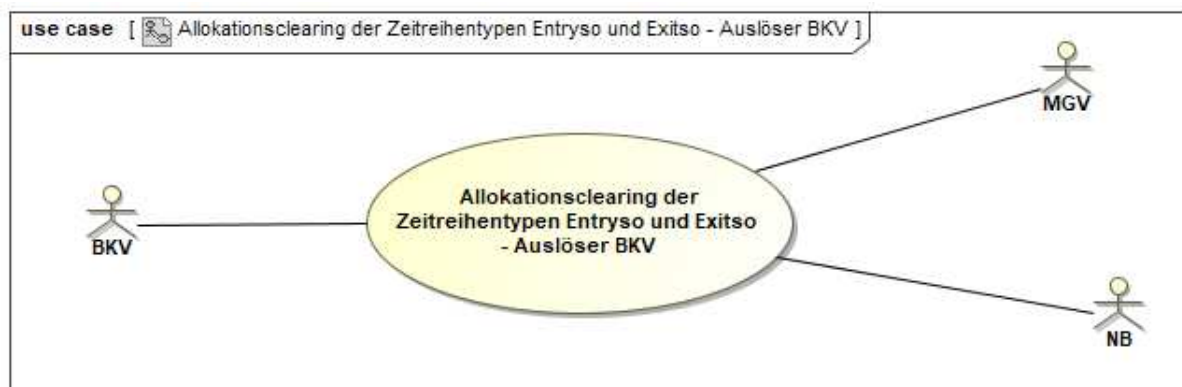 use case [ Allokationsclearing der Zeitreihentypen Entryso und Exitso - Auslöser BKV ]
MGV
Allokationsclearing der
Zeitreihentypen Entryso und Exitso
- Auslöser BKV
BKV
NB